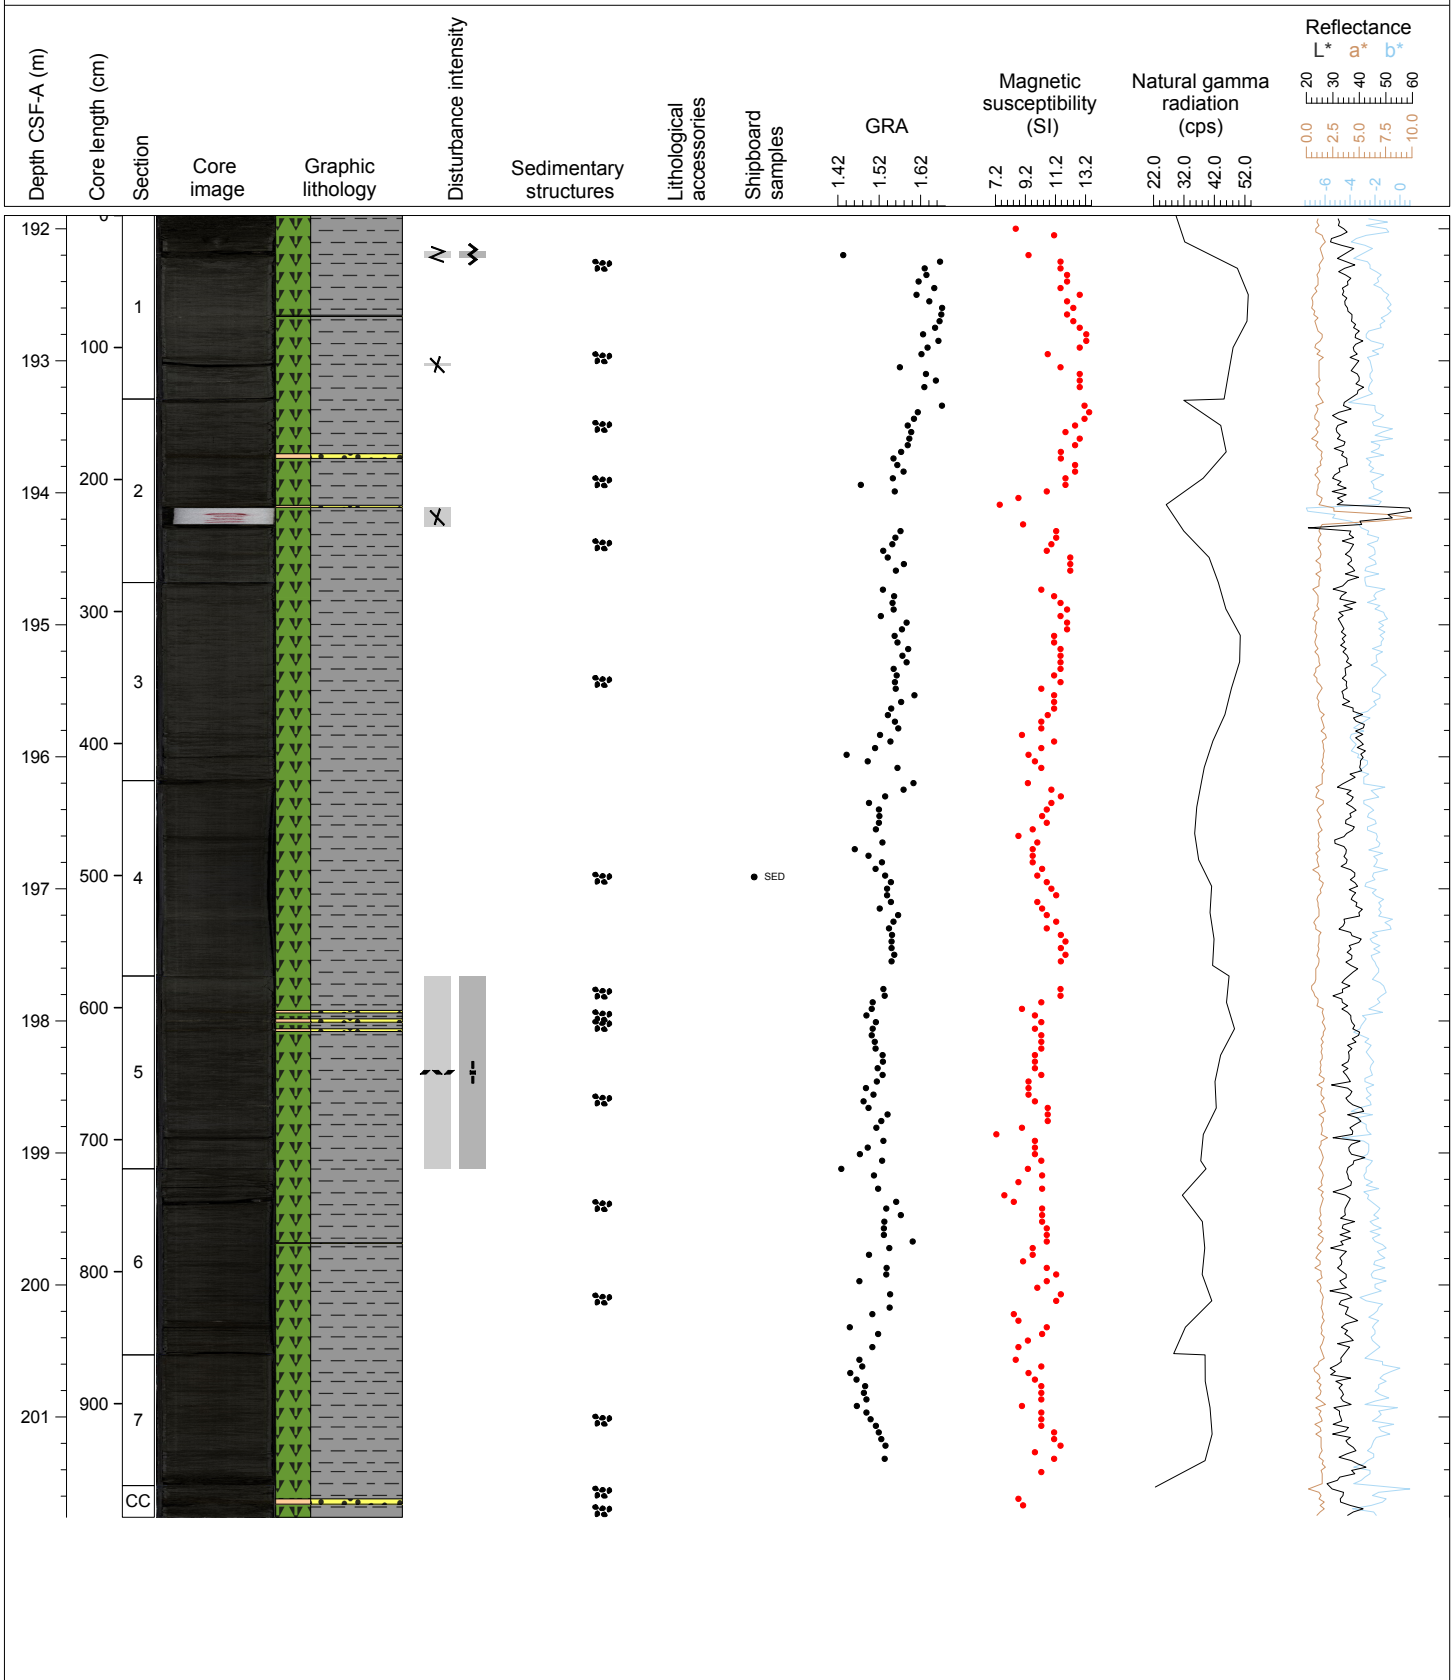 Depth CSF-A (m)
Core length (cm)
Section
Core
image
Graphic
lithology
Disturbance intensity
Sedimentary
structures
Lithological
accessories
Shipboard
samples
GRA
1.42 1.52 1.62
Magnetic
susceptibility
(SI)
7.2 9.2 11.2 13.2
Natural gamma
radiation
(cps)
22.0 32.0 42.0 52.0
Reflectance
L* a* b*
20 30 40 50 60
0.0 2.5 5.0 7.5 10.0
-6 -4 -2 0
192
193
194
195
196
197
198
199
200
201
0
100
200
300
400
500
600
700
800
900
1
2
3
4
5
6
7
CC
SED